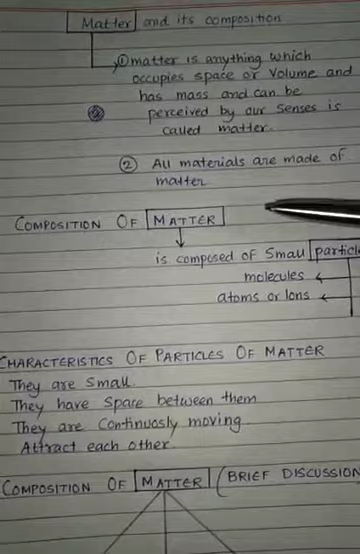 Matter and its composition
① matter is anything which
occupies space or volume and
has mass and can be
perceived by our senses is
called matter.
② All materials are made of
matter
COMPOSITION OF MATTER
is composed of small
molecules
atoms or Ions
CHARACTERISTICS OF PARTICLES OF MATTER
They are small.
They have space between them
They are continuosly moving
Attract each other.
COMPOSITION OF MATTER (BRIEF DISCUSSION